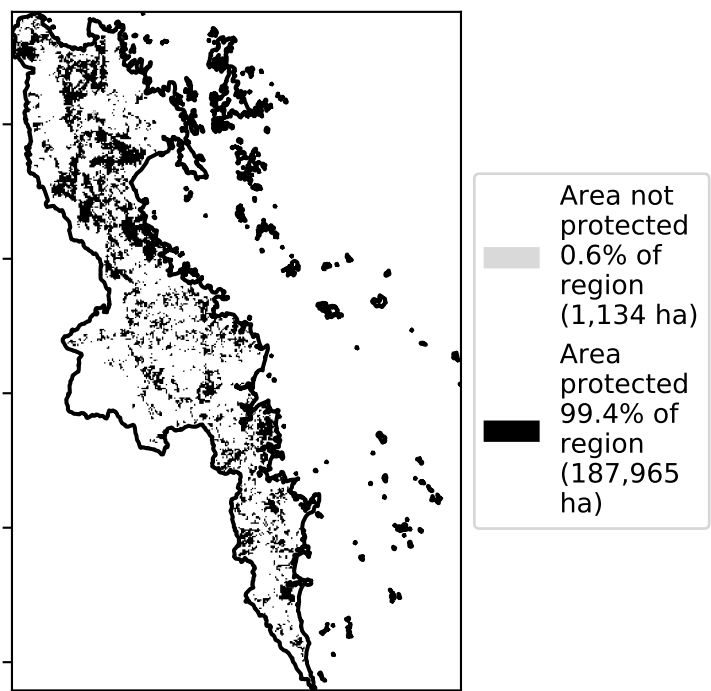 Area not
protected
0.6% of
region
(1,134 ha)
Area
protected
99.4% of
region
(187,965
ha)